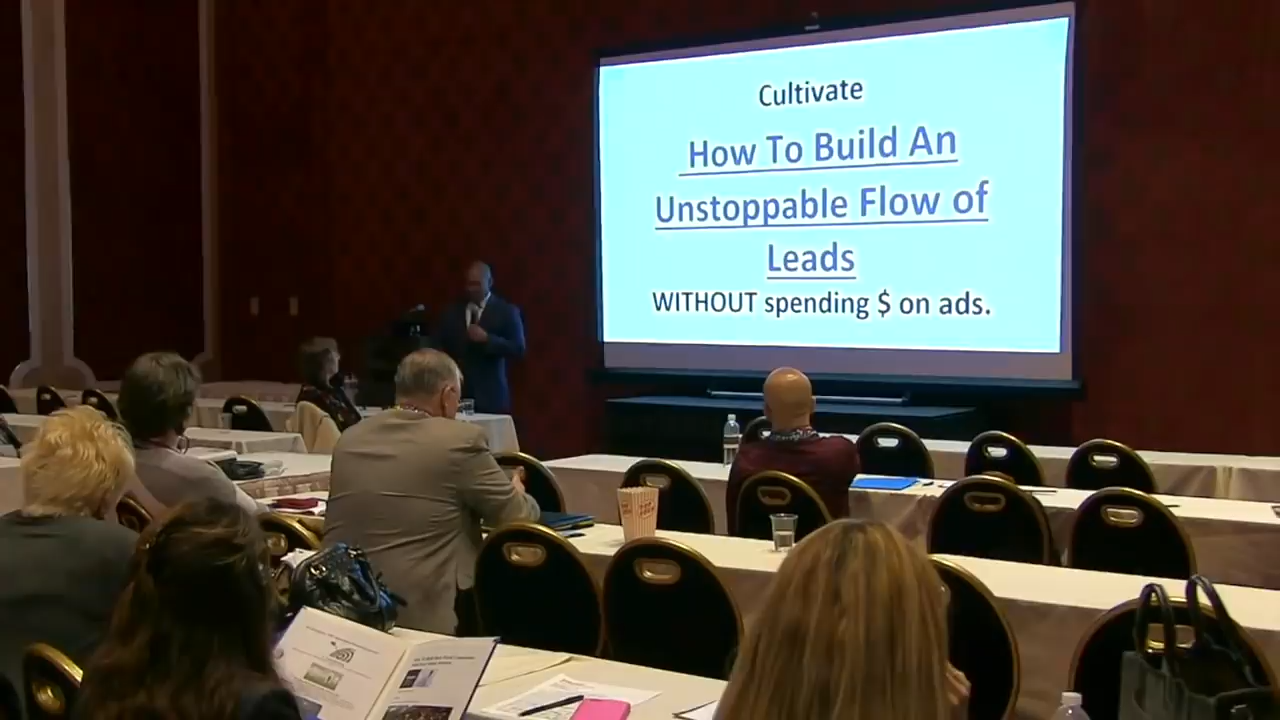 Cultivate
How To Build An
Unstoppable Flow of
Leads
WITHOUT spending $ on ads.